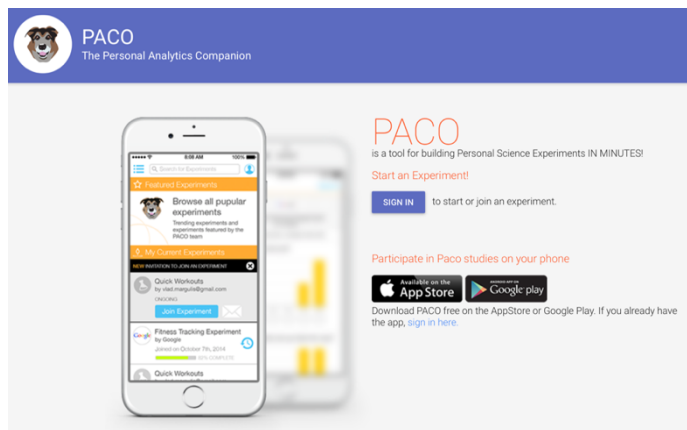 PACO
The Personal Analytics Companion
8:08 AM
100%
Search for Experiments
Featured Experiments
Browse all pupular
experiments
Trending experiments and
experiments featured by the
PACO team
My Current Experiments
NEW INVITATION TO JOIN AN EXPERIMENT
Quick Workouts
by vlad.margulis@gmail.com
ONGOING
Join Experiment
Google
Fitness Tracking Experiment
by Google
Joined on October 7th, 2014
COMPLETE
Quick Workouts
PACO
is a tool for building Personal Science Experiments IN MINUTES!
Start an Experiment!
SIGN IN to start or join an experiment.
Participate in Paco studies on your phone
Available on the
App Store
ANDROID APP ON
Google play
Download PACO free on the AppStore or Google Play. If you already have
the app, sign in here.